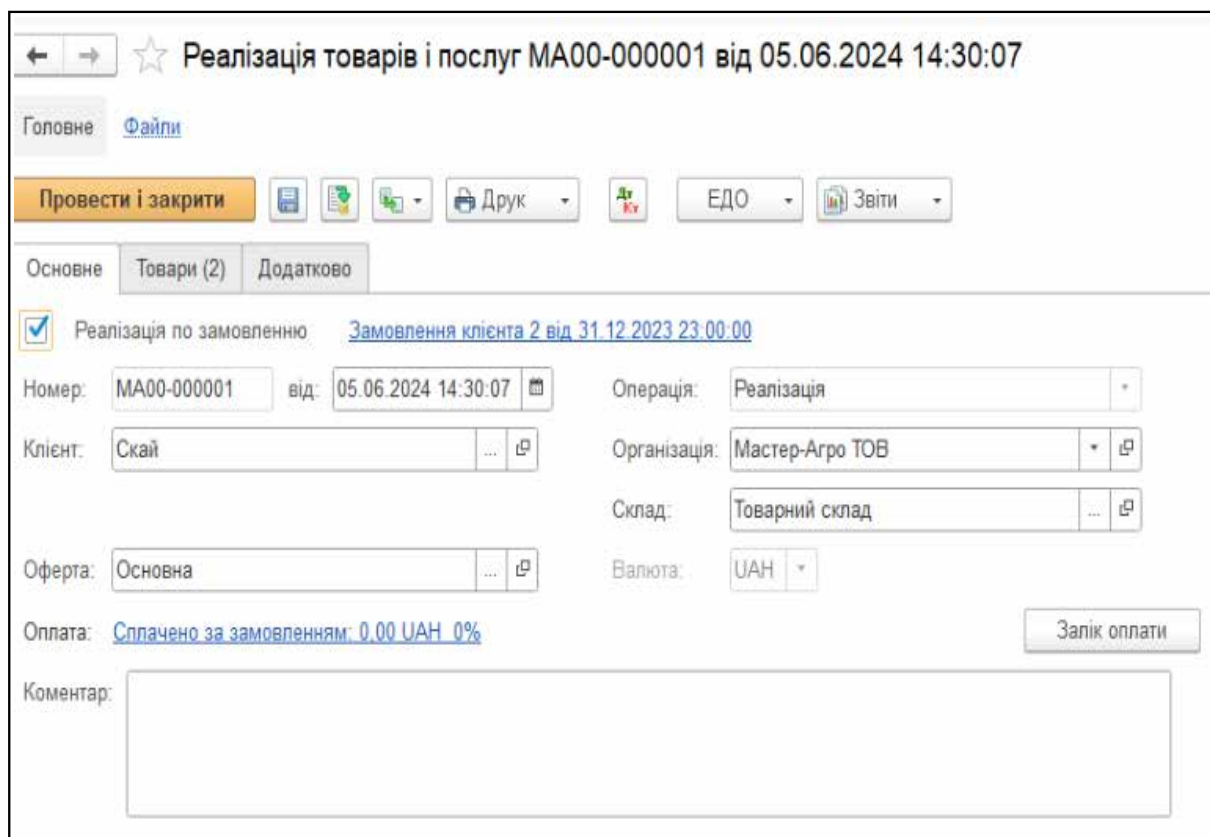 Реалізація товарів і послуг МА00-000001 від 05.06.2024 14:30:07
Головне Файли
Провести і закрити Друк Дт Кт ЕДО Звіти
Основне Товари (2) Додатково
Реалізація по замовленню Замовлення клієнта 2 від 31.12.2023 23:00:00
Номер: МА00-000001 від: 05.06.2024 14:30:07 Операція: Реалізація
Клієнт: Скай ... Організація: Мастер-Агро ТОВ
Склад: Товарний склад ...
Оферта: Основна ... Валюта: UAH
Оплата: Сплачено за замовленням: 0,00 UAH 0% Залік оплати
Коментар: